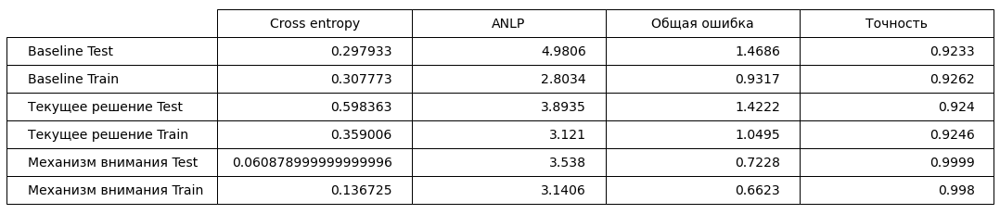 Cross entropy ANLP Общая ошибка Точность
Baseline Test 0.297933 4.9806 1.4686 0.9233
Baseline Train 0.307773 2.8034 0.9317 0.9262
Текущее решение Test 0.598363 3.8935 1.4222 0.924
Текущее решение Train 0.359006 3.121 1.0495 0.9246
Механизм внимания Test 0.060878999999999996 3.538 0.7228 0.9999
Механизм внимания Train 0.136725 3.1406 0.6623 0.998